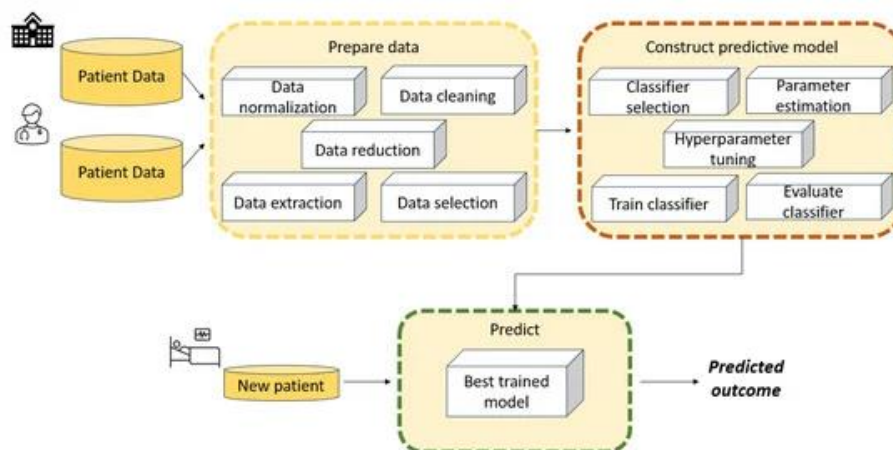 Patient Data
Patient Data
Prepare data
Data
normalization
Data cleaning
Data reduction
Data extraction
Data selection
Construct predictive model
Classifier
selection
Parameter
estimation
Hyperparameter
tuning
Train classifier
Evaluate
classifier
New patient
Predict
Best trained
model
Predicted
outcome